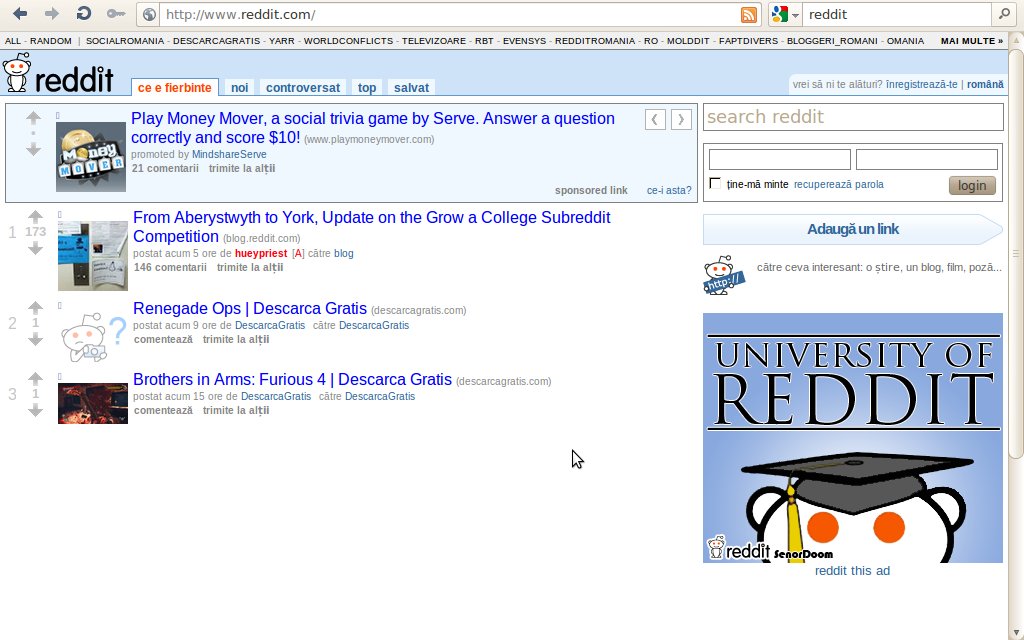 http://www.reddit.com/
reddit
ALL - RANDOM | SOCIALROMANIA - DESCARCAGRATIS - YARR - WORLDCONFLICTS - TELEVIZOARE - RBT - EVENSYS - REDDITROMANIA - RO - MOLDDIT - FAPTDIVERS - BLOGGERI_ROMANI - OMANIA MAI MULTE »
reddit
ce e fierbinte noi controversat top salvat
vrei să ni te alături? înregistrează-te | română
Play Money Mover, a social trivia game by Serve. Answer a question
correctly and score $10! (www.playmoneymover.com)
promoted by MindshareServe
21 comentarii trimite la alții
sponsored link ce-i asta?
Money
MOVER
1
173
From Aberystwyth to York, Update on the Grow a College Subreddit
Competition (blog.reddit.com)
postat acum 5 ore de hueypriest [A] către blog
146 comentarii trimite la alții
2
1
Renegade Ops | Descarca Gratis (descarcagratis.com)
postat acum 9 ore de DescarcaGratis către DescarcaGratis
comentează trimite la alții
?
3
1
Brothers in Arms: Furious 4 | Descarca Gratis (descarcagratis.com)
postat acum 15 ore de DescarcaGratis către DescarcaGratis
comentează trimite la alții
search reddit
ține-mă minte recuperează parola login
Adaugă un link
http://
către ceva interesant: o știre, un blog, film, poză...
UNIVERSITY OF
REDDIT
reddit SenorDoom
reddit this ad